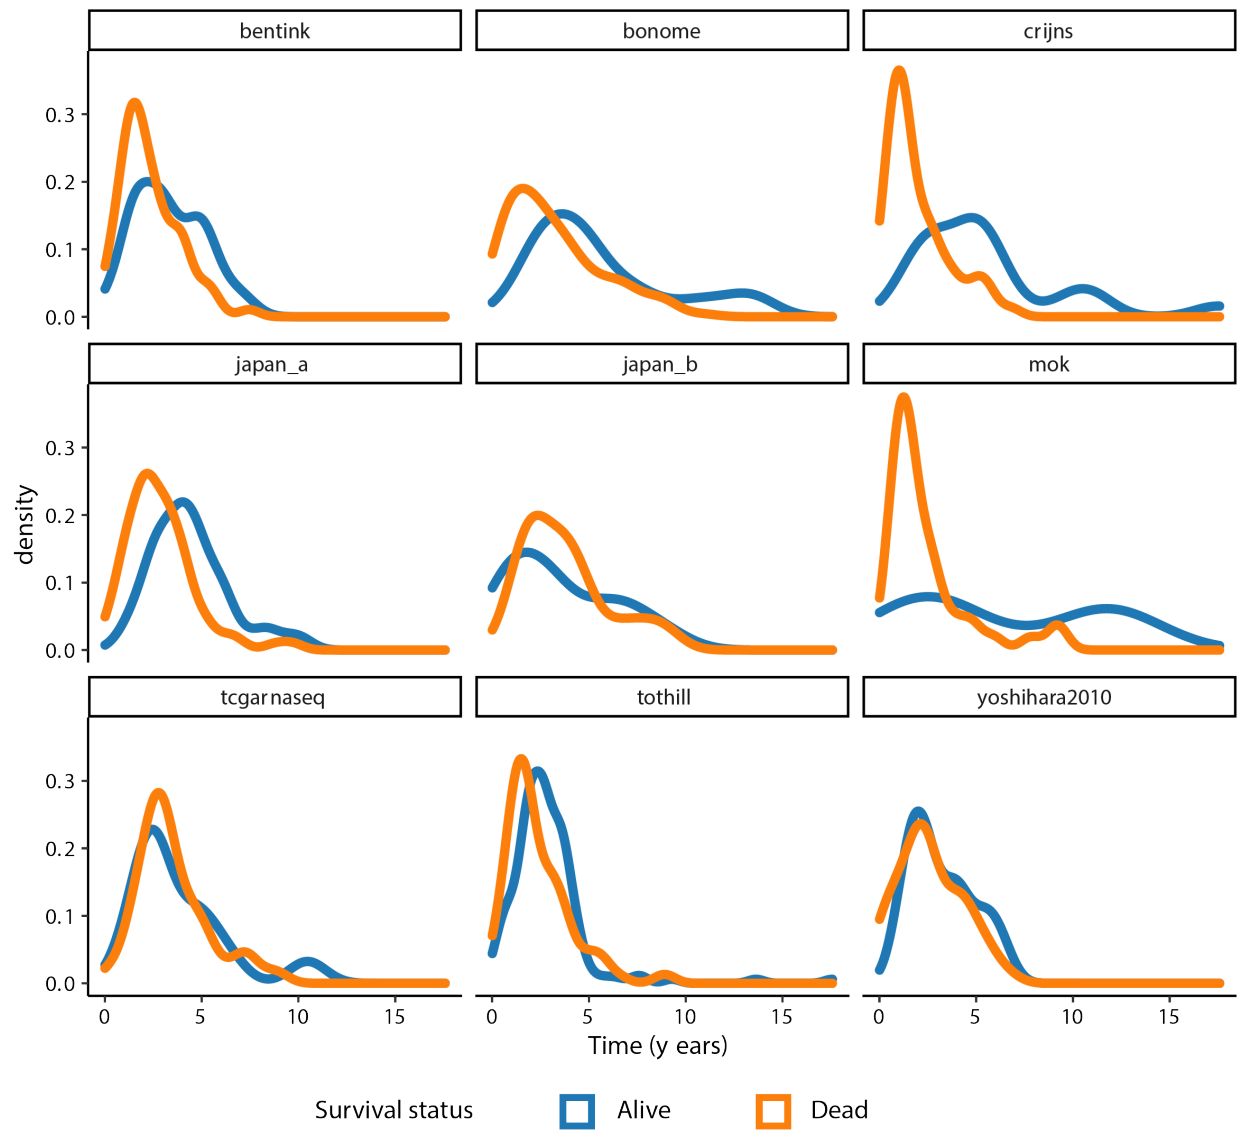 bentink bonome crijns
0.3
0.2
0.1
0.0
japan_a japan_b mok
0.3
0.2
0.1
0.0
density
tcgarnaseq tothill yoshihara2010
0.3
0.2
0.1
0.0
0 5 10 15 0 5 10 15 0 5 10 15
Time (y ears)
Survival status Alive Dead